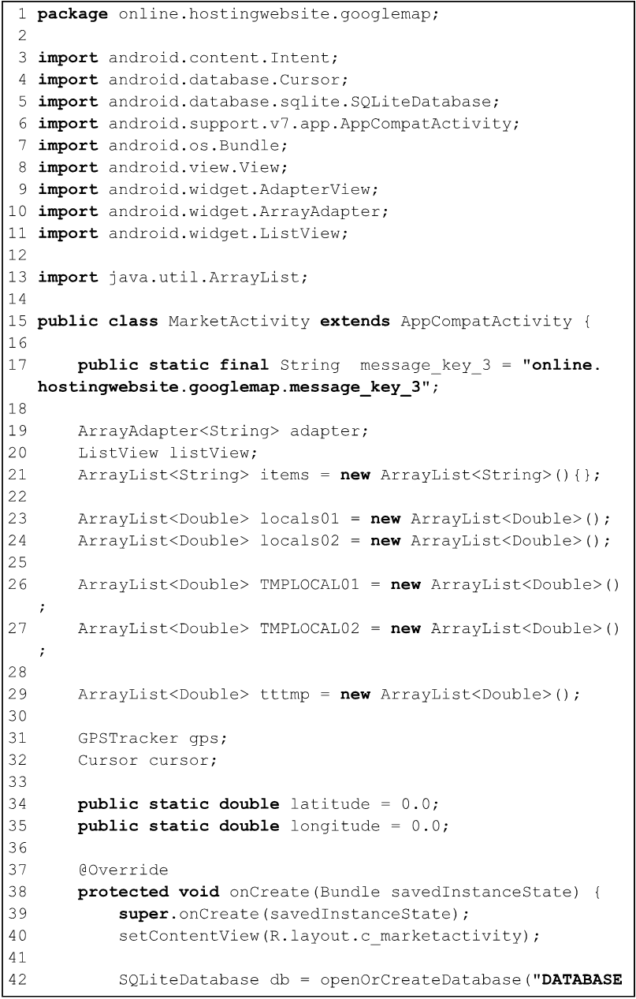 1 package online.hostingwebsite.googlemap;
2
3 import android.content.Intent;
4 import android.database.Cursor;
5 import android.database.sqlite.SQLiteDatabase;
6 import android.support.v7.app.AppCompatActivity;
7 import android.os.Bundle;
8 import android.view.View;
9 import android.widget.AdapterView;
10 import android.widget.ArrayAdapter;
11 import android.widget.ListView;
12
13 import java.util.ArrayList;
14
15 public class MarketActivity extends AppCompatActivity {
16
17     public static final String  message_key_3 = "online.
hostingwebsite.googlemap.message_key_3";
18
19     ArrayAdapter<String> adapter;
20     ListView listView;
21     ArrayList<String> items = new ArrayList<String>(){};
22
23     ArrayList<Double> locals01 = new ArrayList<Double>();
24     ArrayList<Double> locals02 = new ArrayList<Double>();
25
26     ArrayList<Double> TMPLOCAL01 = new ArrayList<Double>()
;
27     ArrayList<Double> TMPLOCAL02 = new ArrayList<Double>()
;
28
29     ArrayList<Double> tttmp = new ArrayList<Double>();
30
31     GPSTracker gps;
32     Cursor cursor;
33
34     public static double latitude = 0.0;
35     public static double longitude = 0.0;
36
37     @Override
38     protected void onCreate(Bundle savedInstanceState) {
39         super.onCreate(savedInstanceState);
40         setContentView(R.layout.c_marketactivity);
41
42         SQLiteDatabase db = openOrCreateDatabase("DATABASE